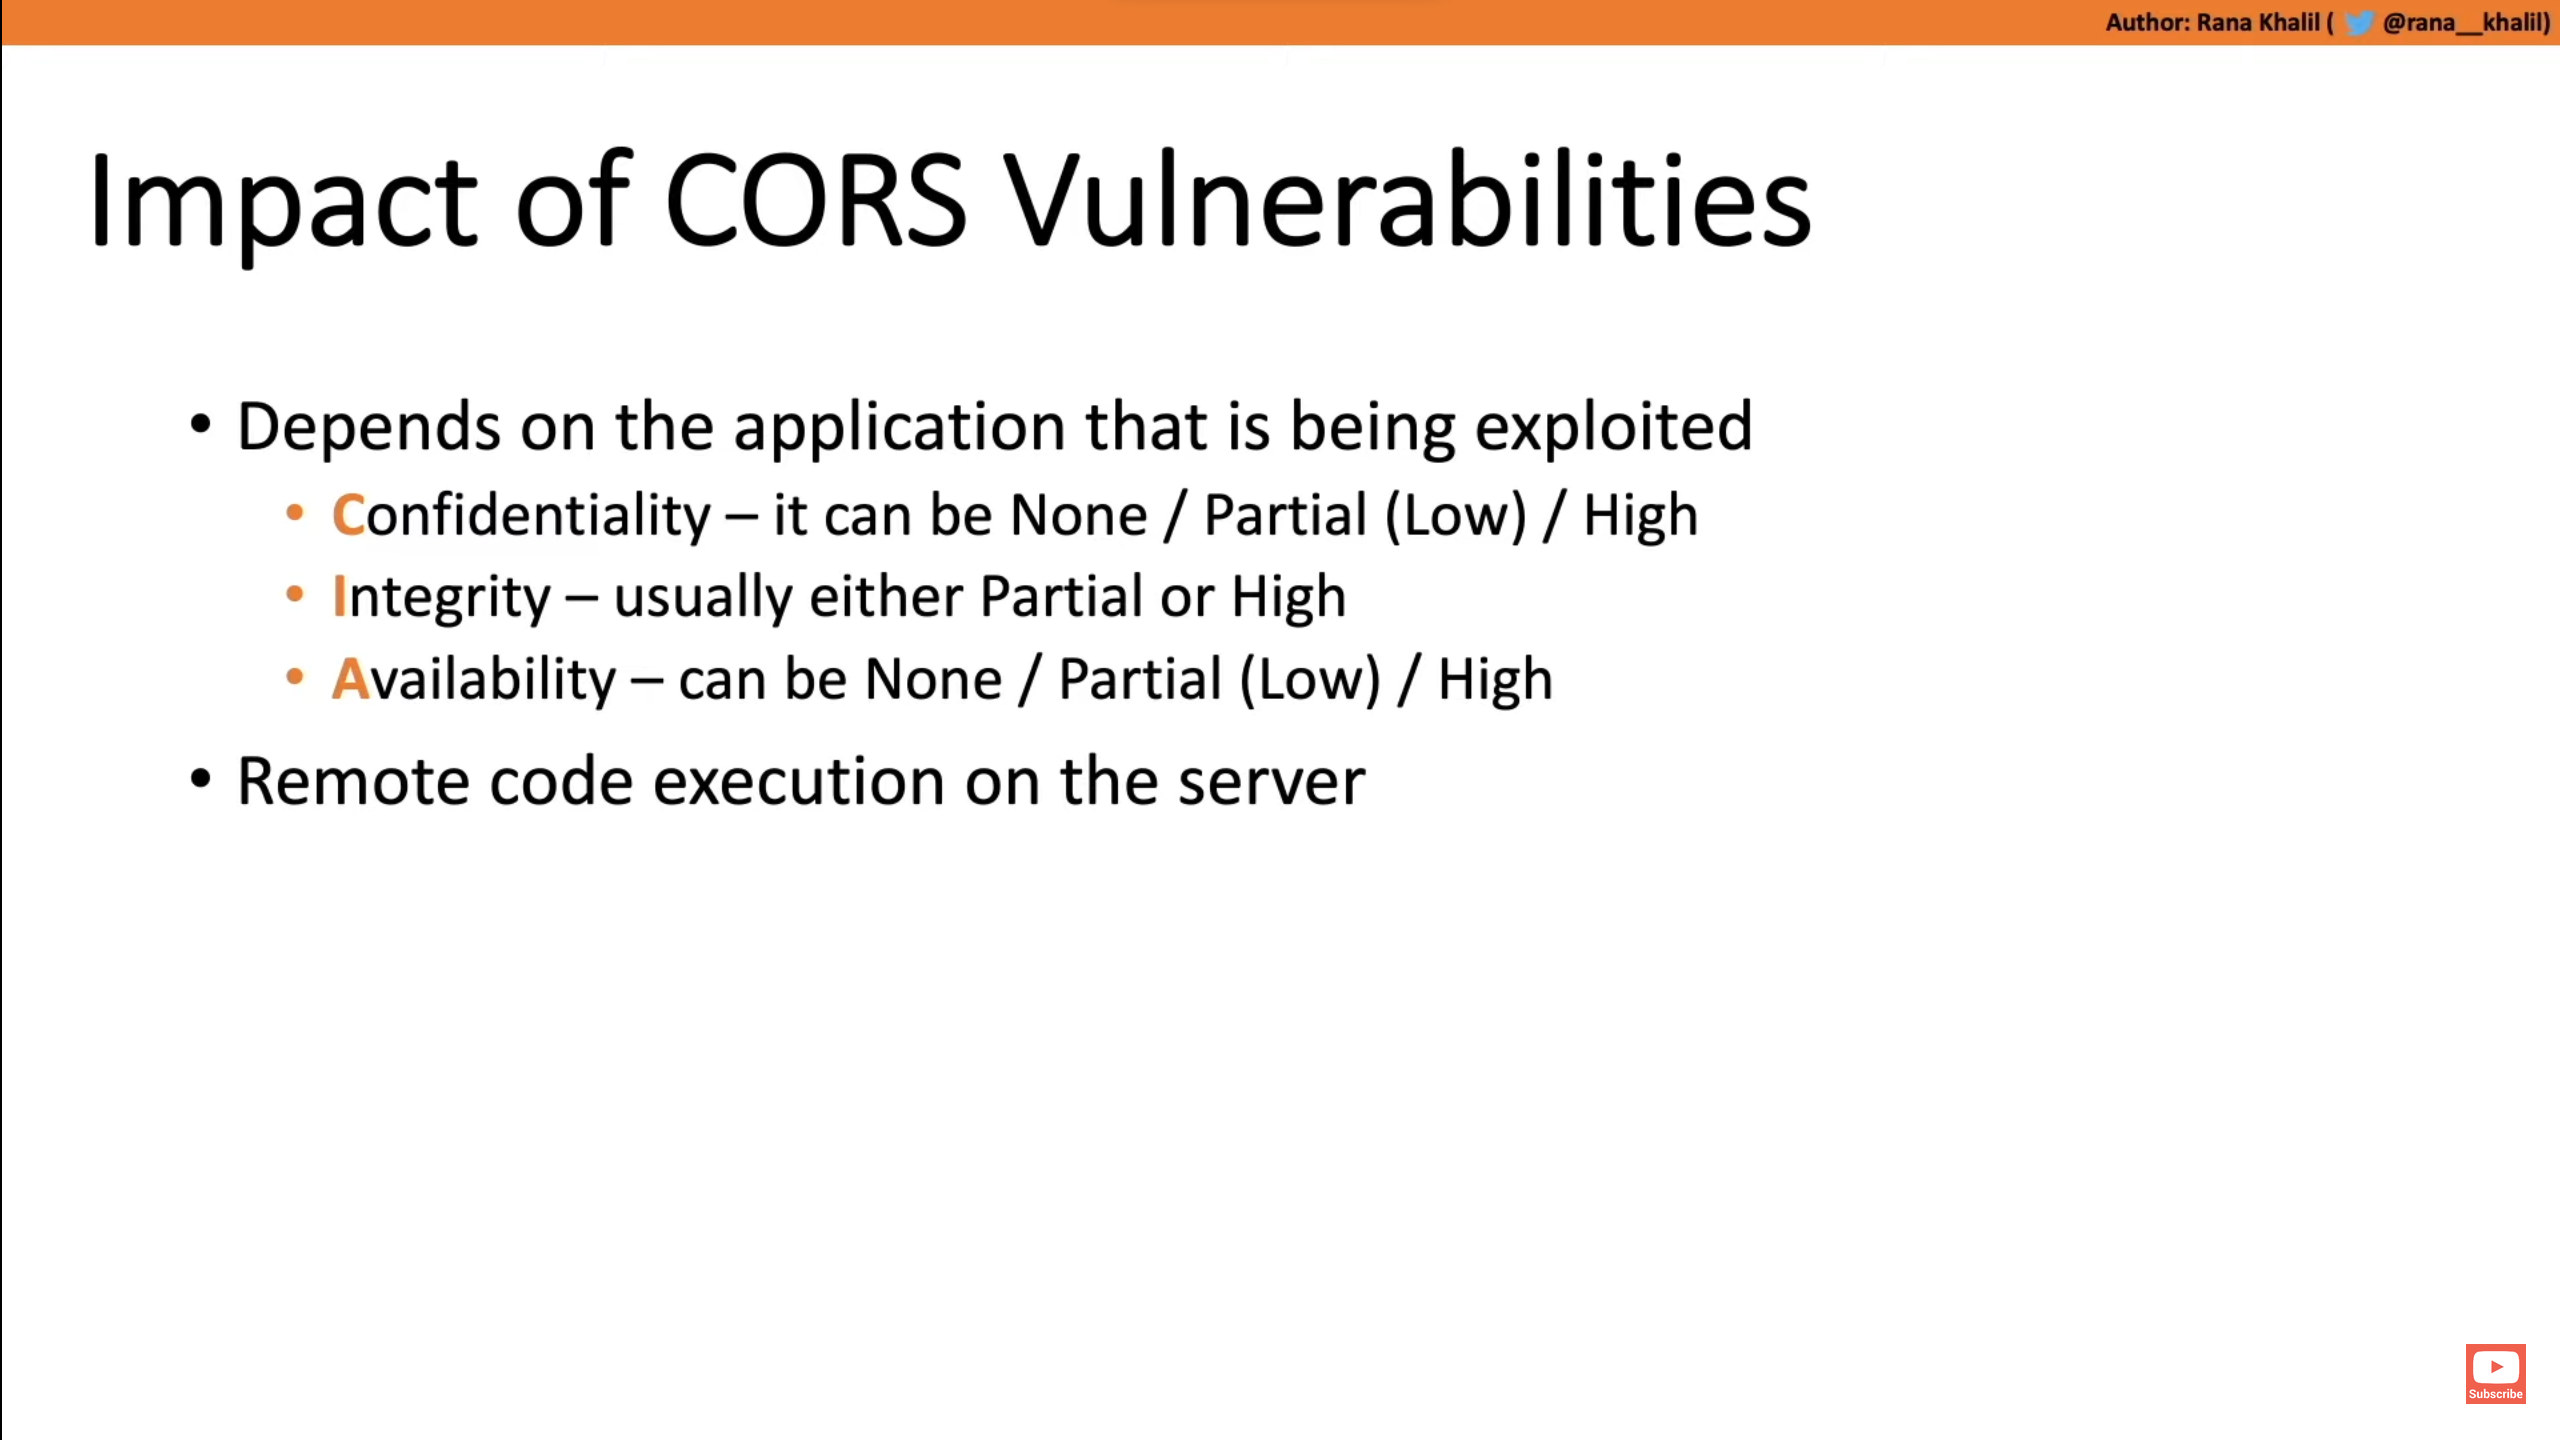 Author: Rana Khalil ( @rana__khalil)
Impact of CORS Vulnerabilities
• Depends on the application that is being exploited
• Confidentiality – it can be None / Partial (Low) / High
• Integrity – usually either Partial or High
• Availability – can be None / Partial (Low) / High
• Remote code execution on the server
Subscribe